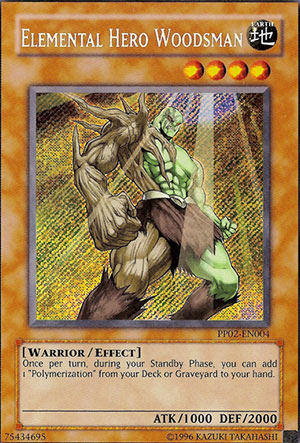 ELEMENTAL HERO WOODSMAN
EARTH
地
PP02-EN004
[WARRIOR/EFFECT]
Once per turn, during your Standby Phase, you can add
1 "Polymerization" from your Deck or Graveyard to your hand.
ATK/1000 DEF/2000
75434695
©1996 KAZUKI TAKAHASHI